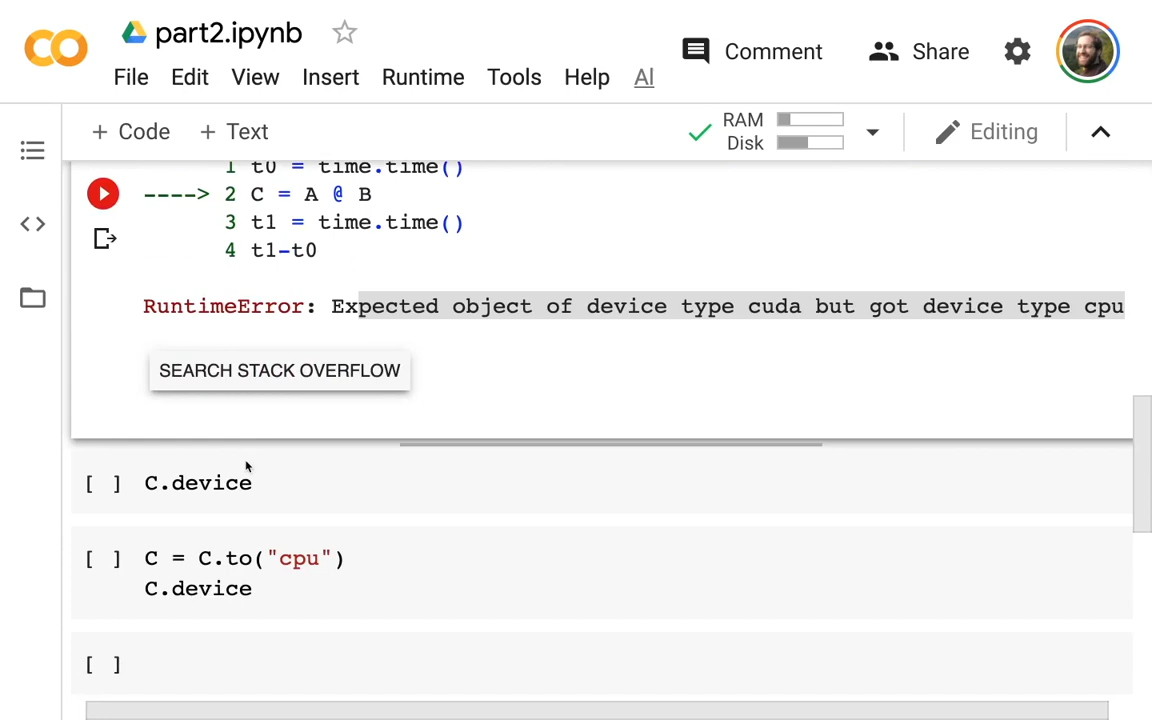 part2.ipynb
Comment
Share
File Edit View Insert Runtime Tools Help AI
+ Code + Text
RAM
Disk
Editing
1 t0 = time.time()
----> 2 C = A @ B
3 t1 = time.time()
4 t1-t0
RuntimeError: Expected object of device type cuda but got device type cpu
SEARCH STACK OVERFLOW
[ ] C.device
[ ] C = C.to("cpu")
C.device
[ ]